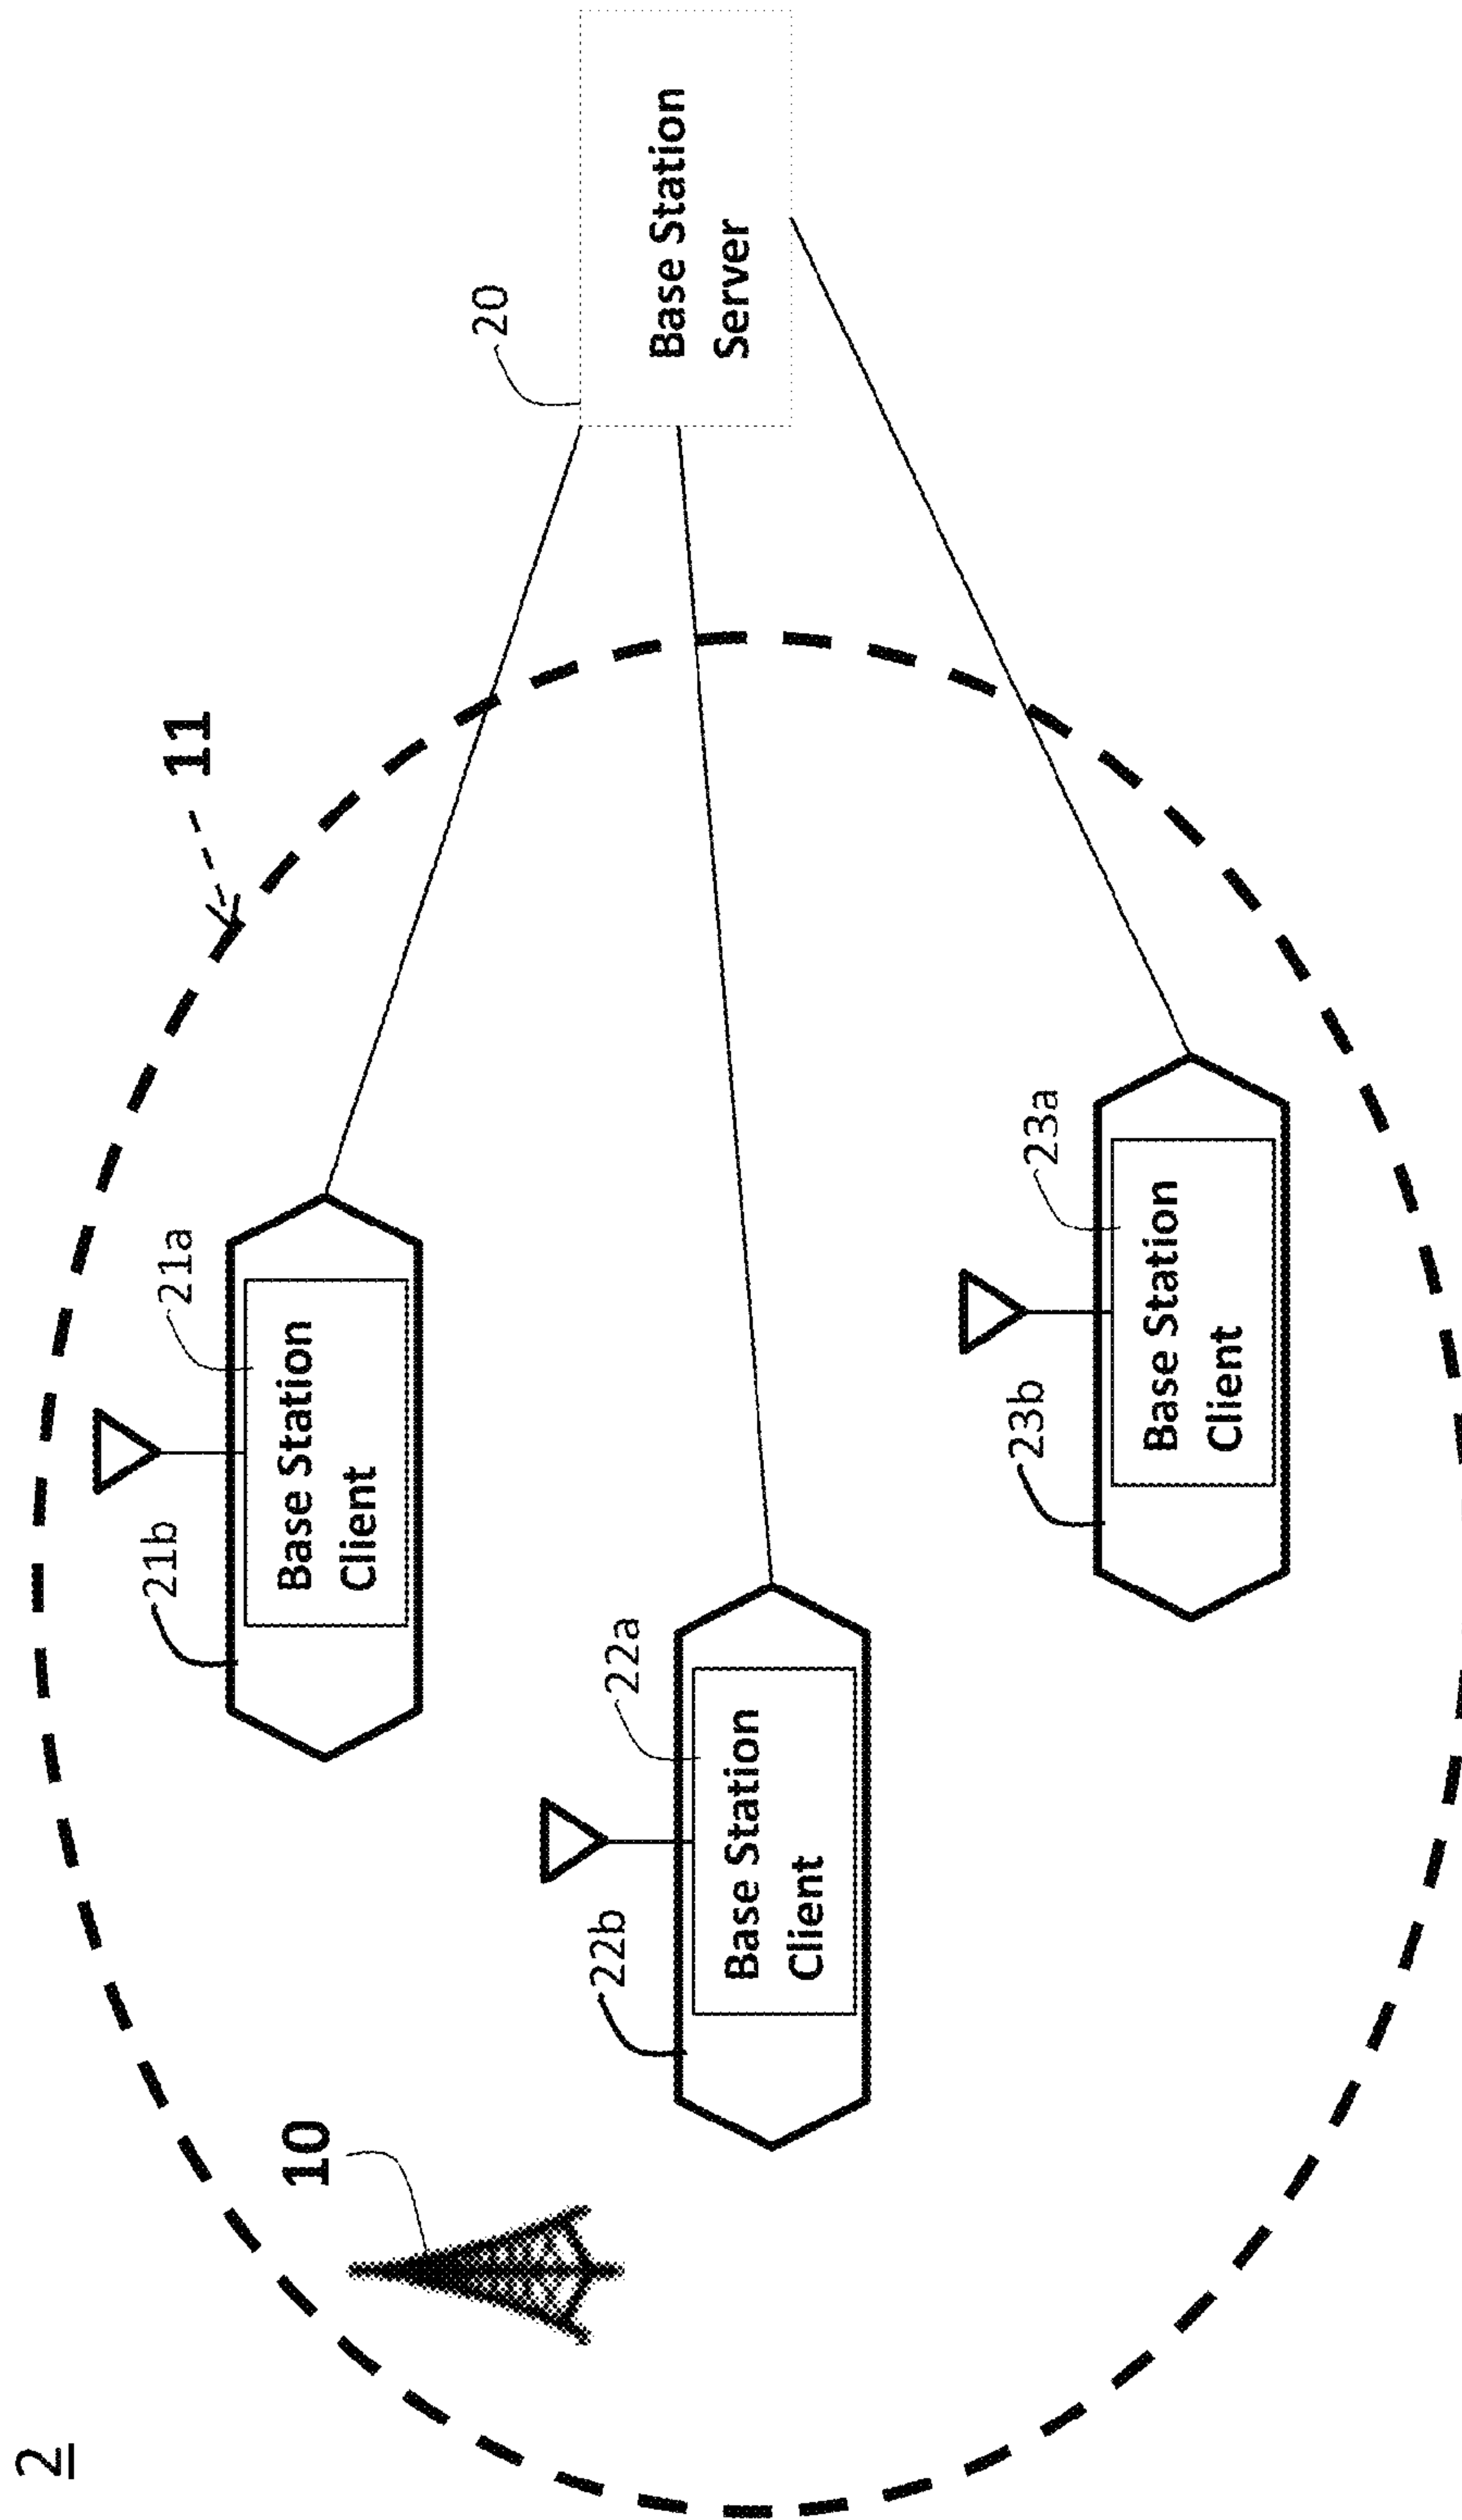 2
11
20
Base Station
Server
21b
21a
Base Station
Client
10
22b
22a
Base Station
Client
23b
23a
Base Station
Client